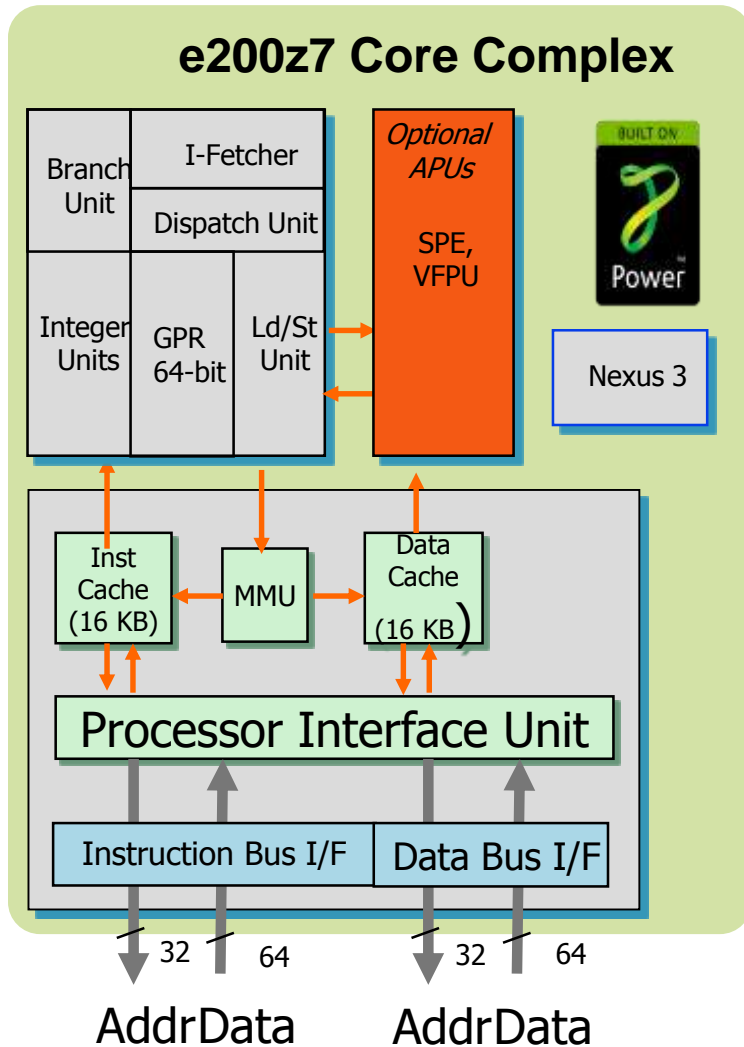 e200z7 Core Complex
Branch
Unit
I-Fetcher
Dispatch Unit
Integer
Units
GPR
64-bit
Ld/St
Unit
Optional
APUs
SPE,
VFPU
BUILT ON
Power
™
Nexus 3
Inst
Cache
(16 KB)
MMU
Data
Cache
(16 KB)
Processor Interface Unit
Instruction Bus I/F
Data Bus I/F
32
64
32
64
AddrData
AddrData